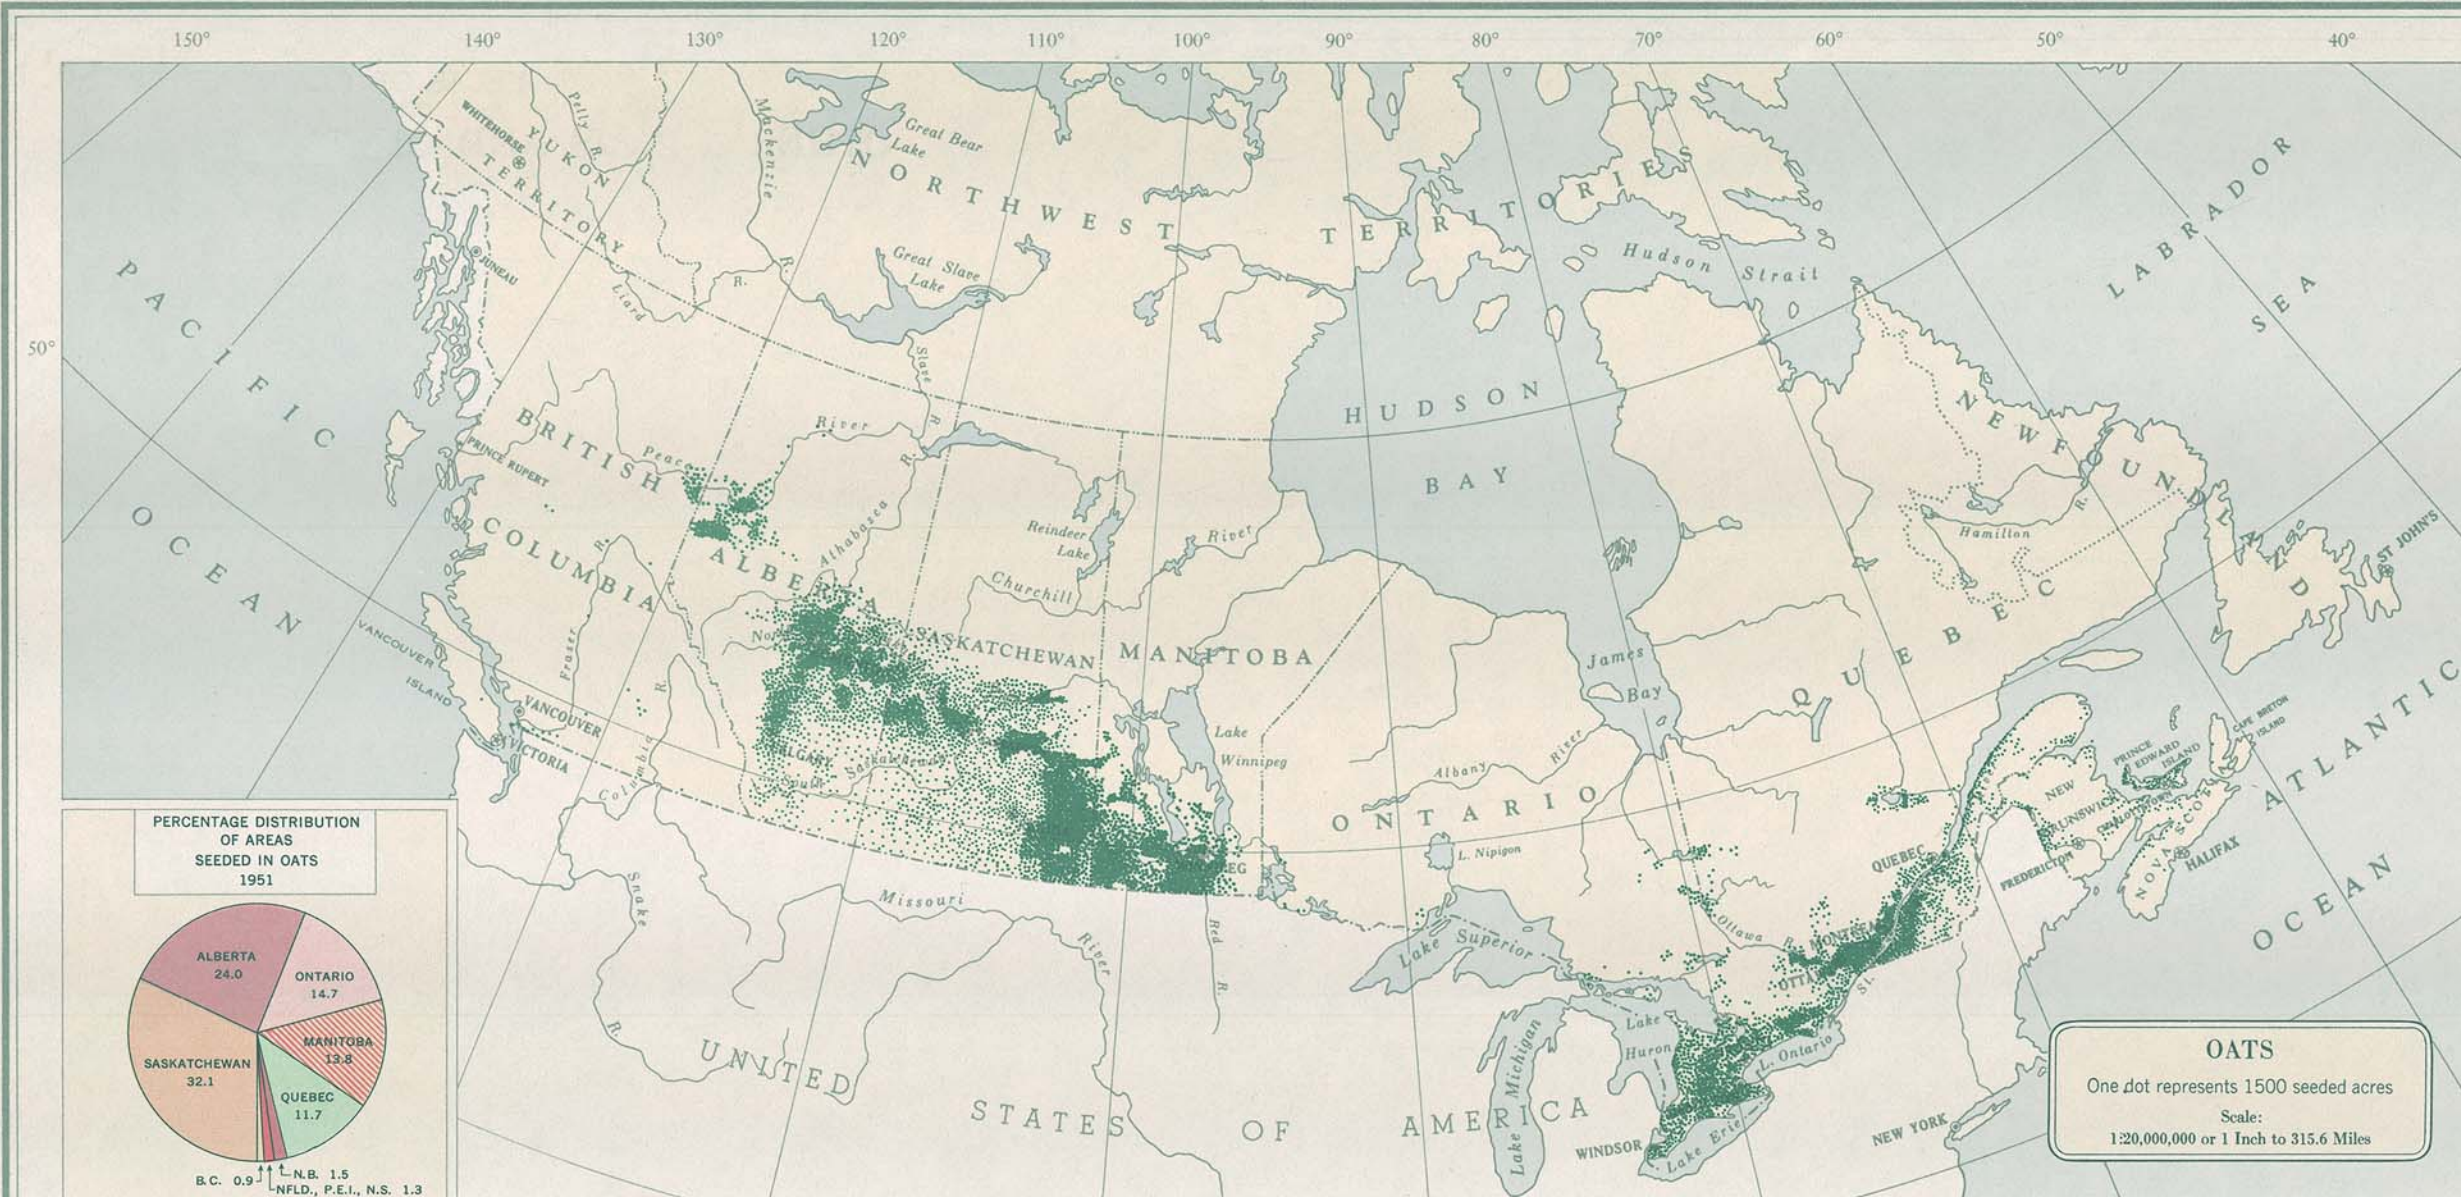 150° 140° 130° 120° 110° 100° 90° 80° 70° 60° 50° 40°
50°
PACIFIC
OCEAN
WHITEHORSE
YUKON
TERRITORY
Pelly R.
Mackenzie
R.
Great Bear
Lake
NORTHWEST TERRITORIES
Great Slave
Lake
JUNEAU
Liard
R.
Slave
R.
Hudson Strait
LABRADOR
SEA
HUDSON
BAY
BRITISH
COLUMBIA
PRINCE RUPERT
Peace
River
ALBERTA
Athabasca
R.
Reindeer
Lake
Churchill
River
SASKATCHEWAN
MANITOBA
Fraser
R.
VANCOUVER
ISLAND
VANCOUVER
VICTORIA
Columbia
R.
South
Saskatchewan
Lake
Winnipeg
James
Bay
ONTARIO
Albany
River
L. Nipigon
QUEBEC
NEWFOUNDLAND
Hamilton
R.
ST JOHN'S
PRINCE
EDWARD
ISLAND
CAPE BRETON
ISLAND
NEW
BRUNSWICK
CHARLOTTETOWN
NOVA SCOTIA
FREDERICTON
HALIFAX
ATLANTIC
OCEAN
QUEBEC
MONTREAL
Ottawa
R.
St.
Lake Superior
Lake
Huron
Lake Michigan
L. Ontario
Lake Erie
WINDSOR
NEW YORK
Snake
R.
Missouri
River
Red
R.
UNITED
STATES OF AMERICA
PERCENTAGE DISTRIBUTION
OF AREAS
SEEDED IN OATS
1951
ALBERTA
24.0
ONTARIO
14.7
MANITOBA
13.8
SASKATCHEWAN
32.1
QUEBEC
11.7
B.C. 0.9
N.B. 1.5
NFLD., P.E.I., N.S. 1.3
OATS
One dot represents 1500 seeded acres
Scale:
1:20,000,000 or 1 Inch to 315.6 Miles